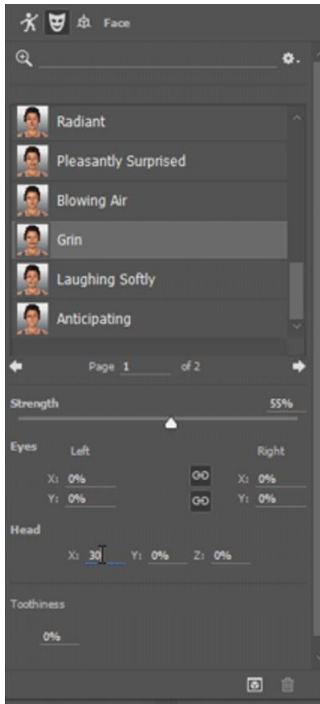 Face
Radiant
Pleasantly Surprised
Blowing Air
Grin
Laughing Softly
Anticipating
Page 1 of 2
Strength 55%
Eyes Left Right
X: 0% X: 0%
Y: 0% Y: 0%
Head
X: 30 Y: 0% Z: 0%
Toothiness
0%